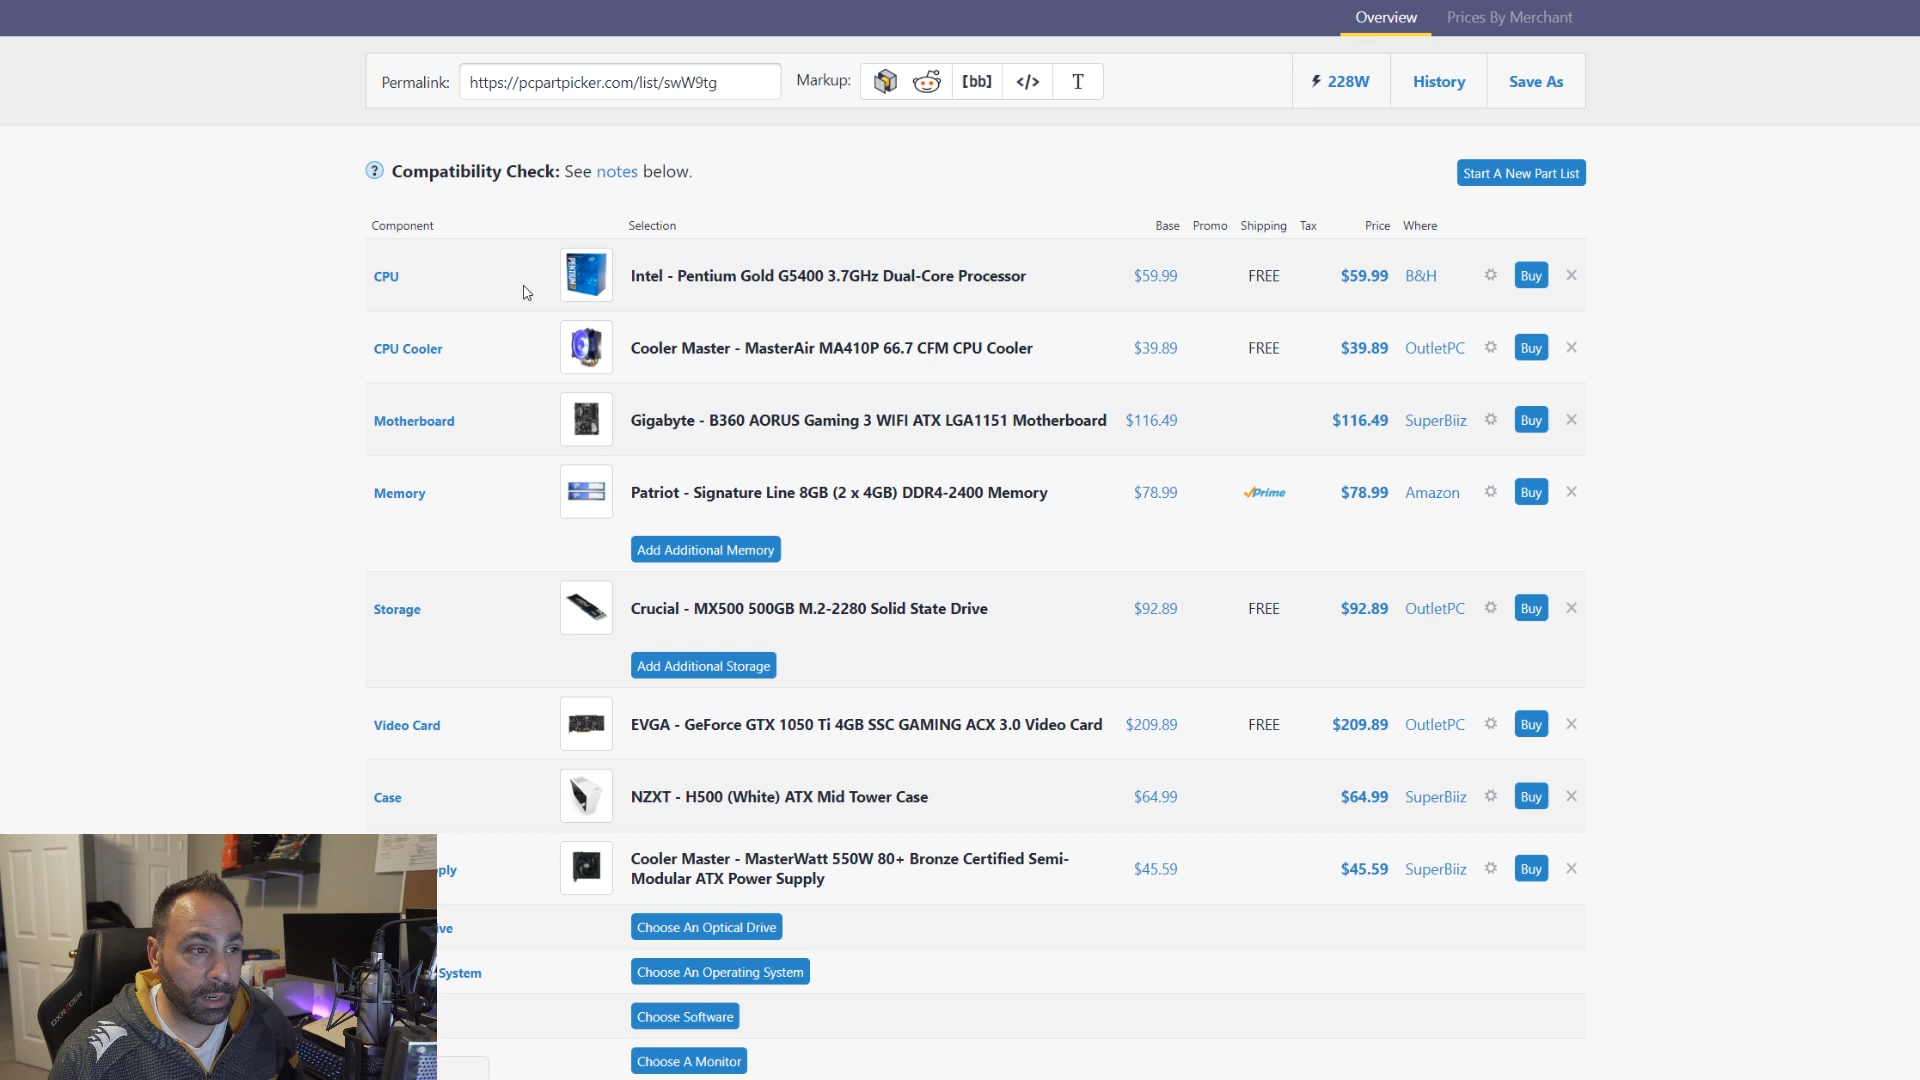 Overview Prices By Merchant
Permalink: https://pcpartpicker.com/list/swW9tg Markup: [bb] </> T 228W History Save As
Compatibility Check: See notes below. Start A New Part List
Component Selection Base Promo Shipping Tax Price Where
CPU PENTIUM Intel - Pentium Gold G5400 3.7GHz Dual-Core Processor $59.99 FREE $59.99 B&H Buy
CPU Cooler Cooler Master - MasterAir MA410P 66.7 CFM CPU Cooler $39.89 FREE $39.89 OutletPC Buy
Motherboard Gigabyte - B360 AORUS Gaming 3 WIFI ATX LGA1151 Motherboard $116.49 $116.49 SuperBiiz Buy
Memory Patriot - Signature Line 8GB (2 x 4GB) DDR4-2400 Memory $78.99 Prime $78.99 Amazon Buy
Add Additional Memory
Storage Crucial - MX500 500GB M.2-2280 Solid State Drive $92.89 FREE $92.89 OutletPC Buy
Add Additional Storage
Video Card EVGA - GeForce GTX 1050 Ti 4GB SSC GAMING ACX 3.0 Video Card $209.89 FREE $209.89 OutletPC Buy
Case NZXT - H500 (White) ATX Mid Tower Case $64.99 $64.99 SuperBiiz Buy
ply Cooler Master - MasterWatt 550W 80+ Bronze Certified Semi-
Modular ATX Power Supply $45.59 $45.59 SuperBiiz Buy
ive Choose An Optical Drive
System Choose An Operating System
Choose Software
Choose A Monitor
DXRACER